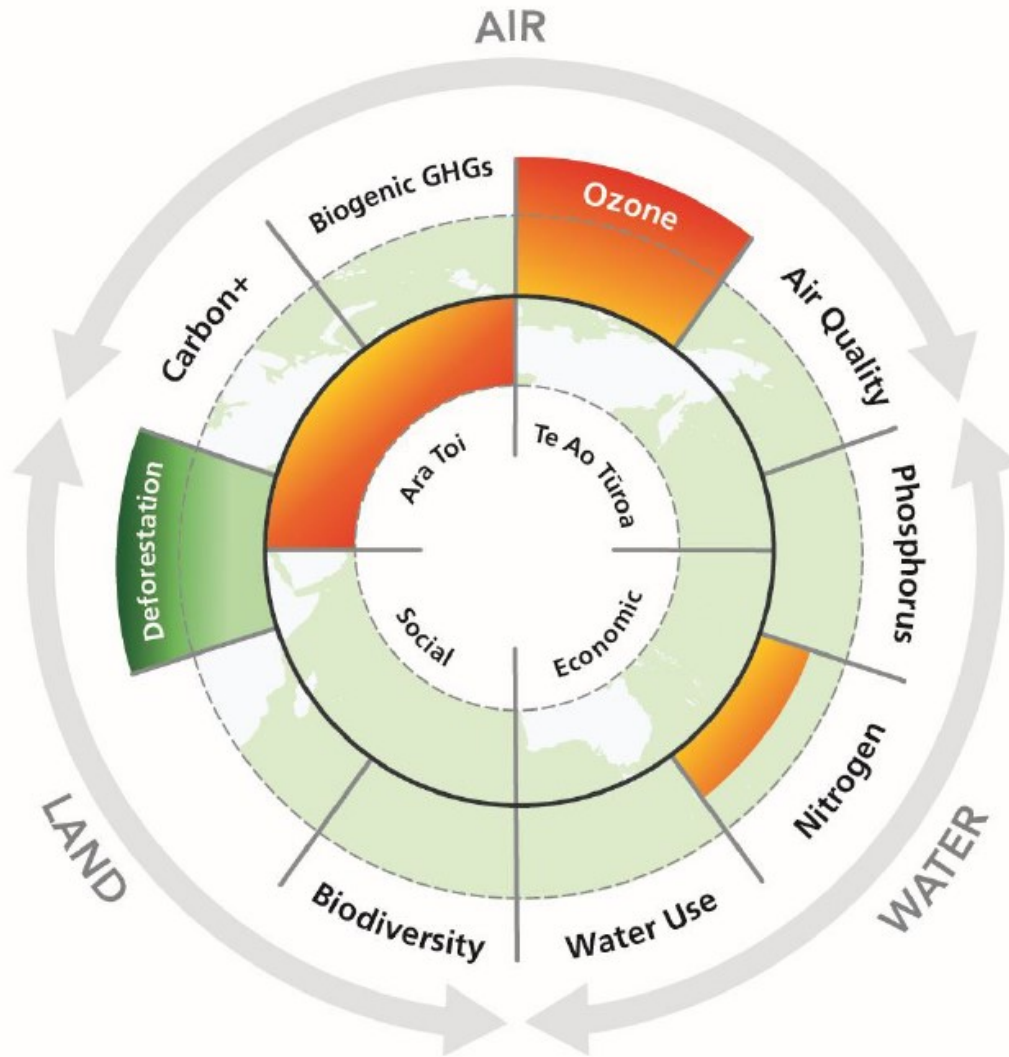 AIR
Biogenic GHGs
Ozone
Carbon+
Air Quality
Ara Toi
Te Ao Tūroa
Deforestation
Phosphorus
Social
Economic
Nitrogen
LAND
WATER
Biodiversity
Water Use